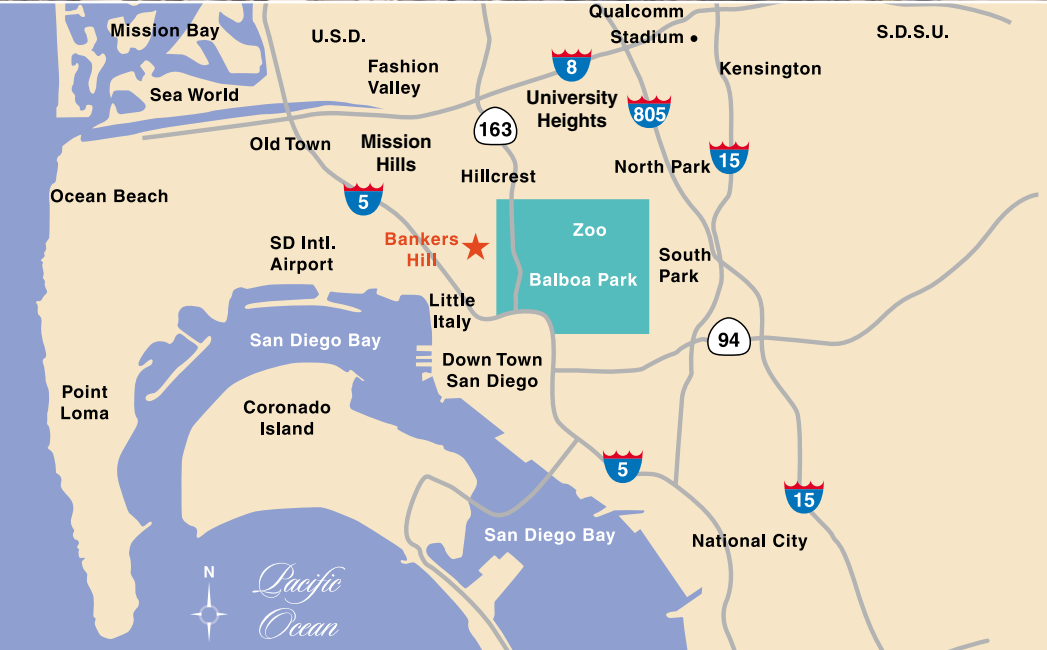 Qualcomm
Stadium
Mission Bay
U.S.D.
S.D.S.U.
Fashion
Valley
8
Kensington
Sea World
University
Heights
805
163
Old Town
Mission
Hills
15
North Park
Hillcrest
Ocean Beach
5
Zoo
Bankers
Hill
SD Intl.
Airport
South
Park
Balboa Park
Little
Italy
San Diego Bay
94
Down Town
San Diego
Point
Loma
Coronado
Island
5
15
San Diego Bay
National City
N
Pacific
Ocean